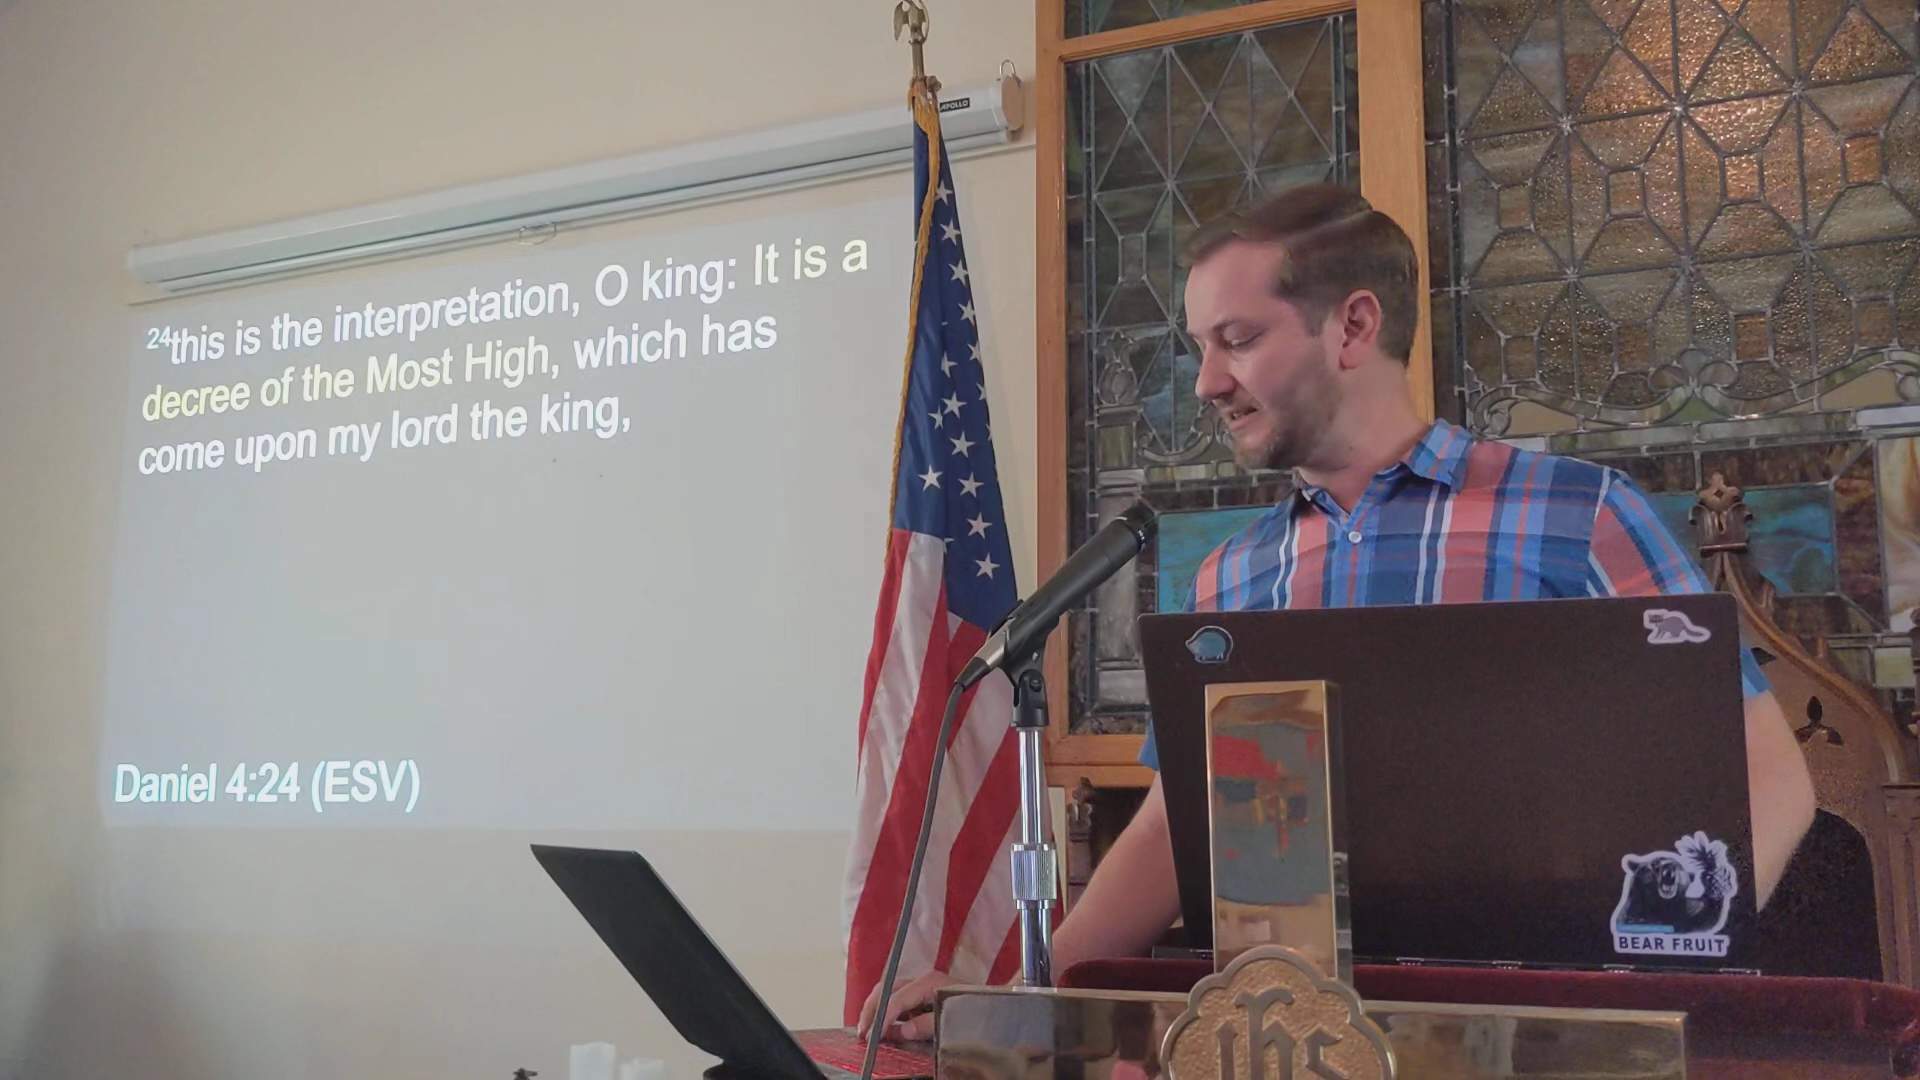 APOLLO
24this is the interpretation, O king: It is a
decree of the Most High, which has
come upon my lord the king,
Daniel 4:24 (ESV)
BEAR FRUIT
ihs